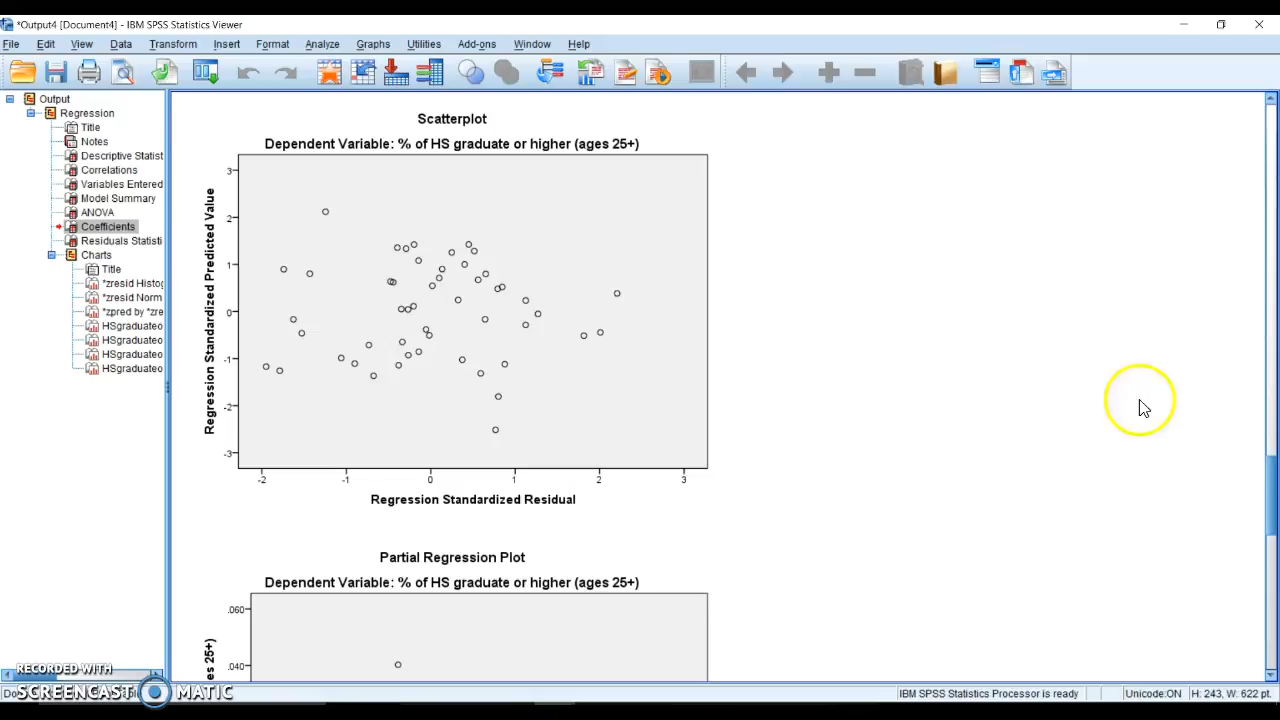 *Output4 [Document4] - IBM SPSS Statistics Viewer
File Edit View Data Transform Insert Format Analyze Graphs Utilities Add-ons Window Help
Output
Regression
Title
Notes
Descriptive Statist
Correlations
Variables Entered
Model Summary
ANOVA
Coefficients
Residuals Statisti
Charts
Title
*zresid Histog
*zresid Norm
*zpred by *zre
HSgraduateo
HSgraduateo
HSgraduateo
HSgraduateo
Scatterplot
Dependent Variable: % of HS graduate or higher (ages 25+)
Regression Standardized Predicted Value
3
2
1
0
-1
-2
-3
-2 -1 0 1 2 3
Regression Standardized Residual
Partial Regression Plot
Dependent Variable: % of HS graduate or higher (ages 25+)
.060
.040
es 25+)
RECORDED WITH
SCREENCAST MATIC
IBM SPSS Statistics Processor is ready
Unicode:ON
H: 243, W: 622 pt.